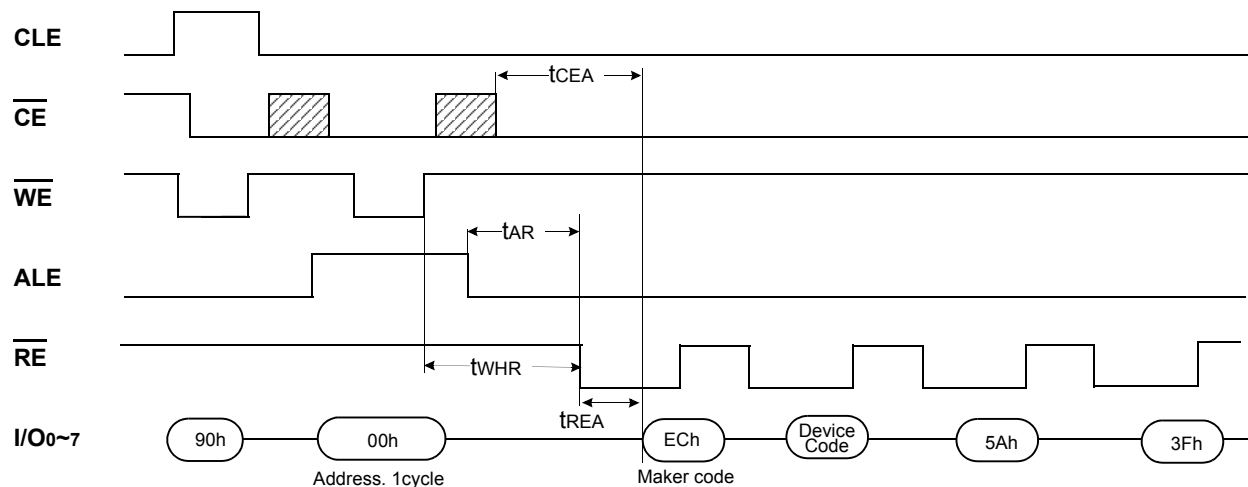 CLE
tCEA
CE
WE
tAR
ALE
RE
tWHR
tREA
I/O0~7
90h
00h
ECh
Device
Code
5Ah
3Fh
Address. 1cycle
Maker code